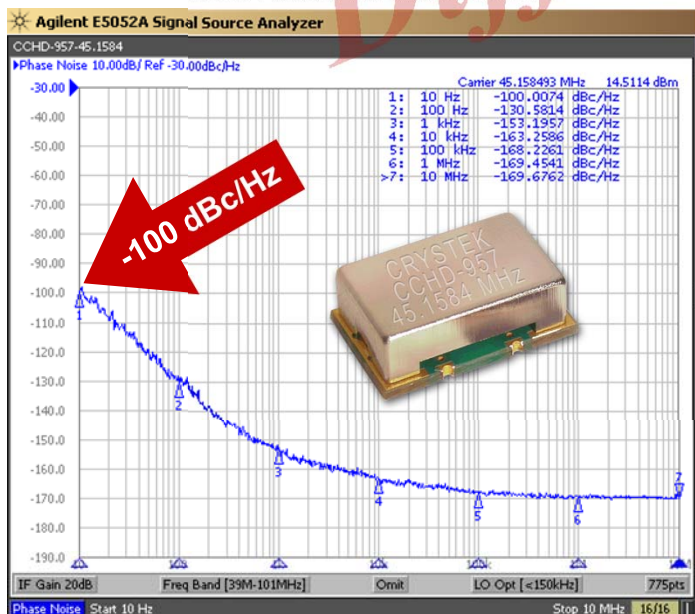 Agilent E5052A Signal Source Analyzer
CCHD-957-45.1584
▶Phase Noise 10.00dB/ Ref -30.00dBc/Hz
Carrier 45.158493 MHz 14.5114 dBm
1: 10 Hz -100.0074 dBc/Hz
2: 100 Hz -130.5814 dBc/Hz
3: 1 kHz -153.1957 dBc/Hz
4: 10 kHz -163.2586 dBc/Hz
5: 100 kHz -168.2261 dBc/Hz
6: 1 MHz -169.4541 dBc/Hz
>7: 10 MHz -169.6762 dBc/Hz
-30.00
-40.00
-50.00
-60.00
-70.00
-80.00
-90.00
-100.0
-110.0
-120.0
-130.0
-140.0
-150.0
-160.0
-170.0
-180.0
-190.0
-100 dBc/Hz
CRYSTEK
CCHD-957
45.1584 MHz
1
2
3
4
5
6
7
IF Gain 20dB Freq Band [39M-101MHz] Omit LO Opt [<150kHz] 775pts
Phase Noise Start 10 Hz Stop 10 MHz 16/16